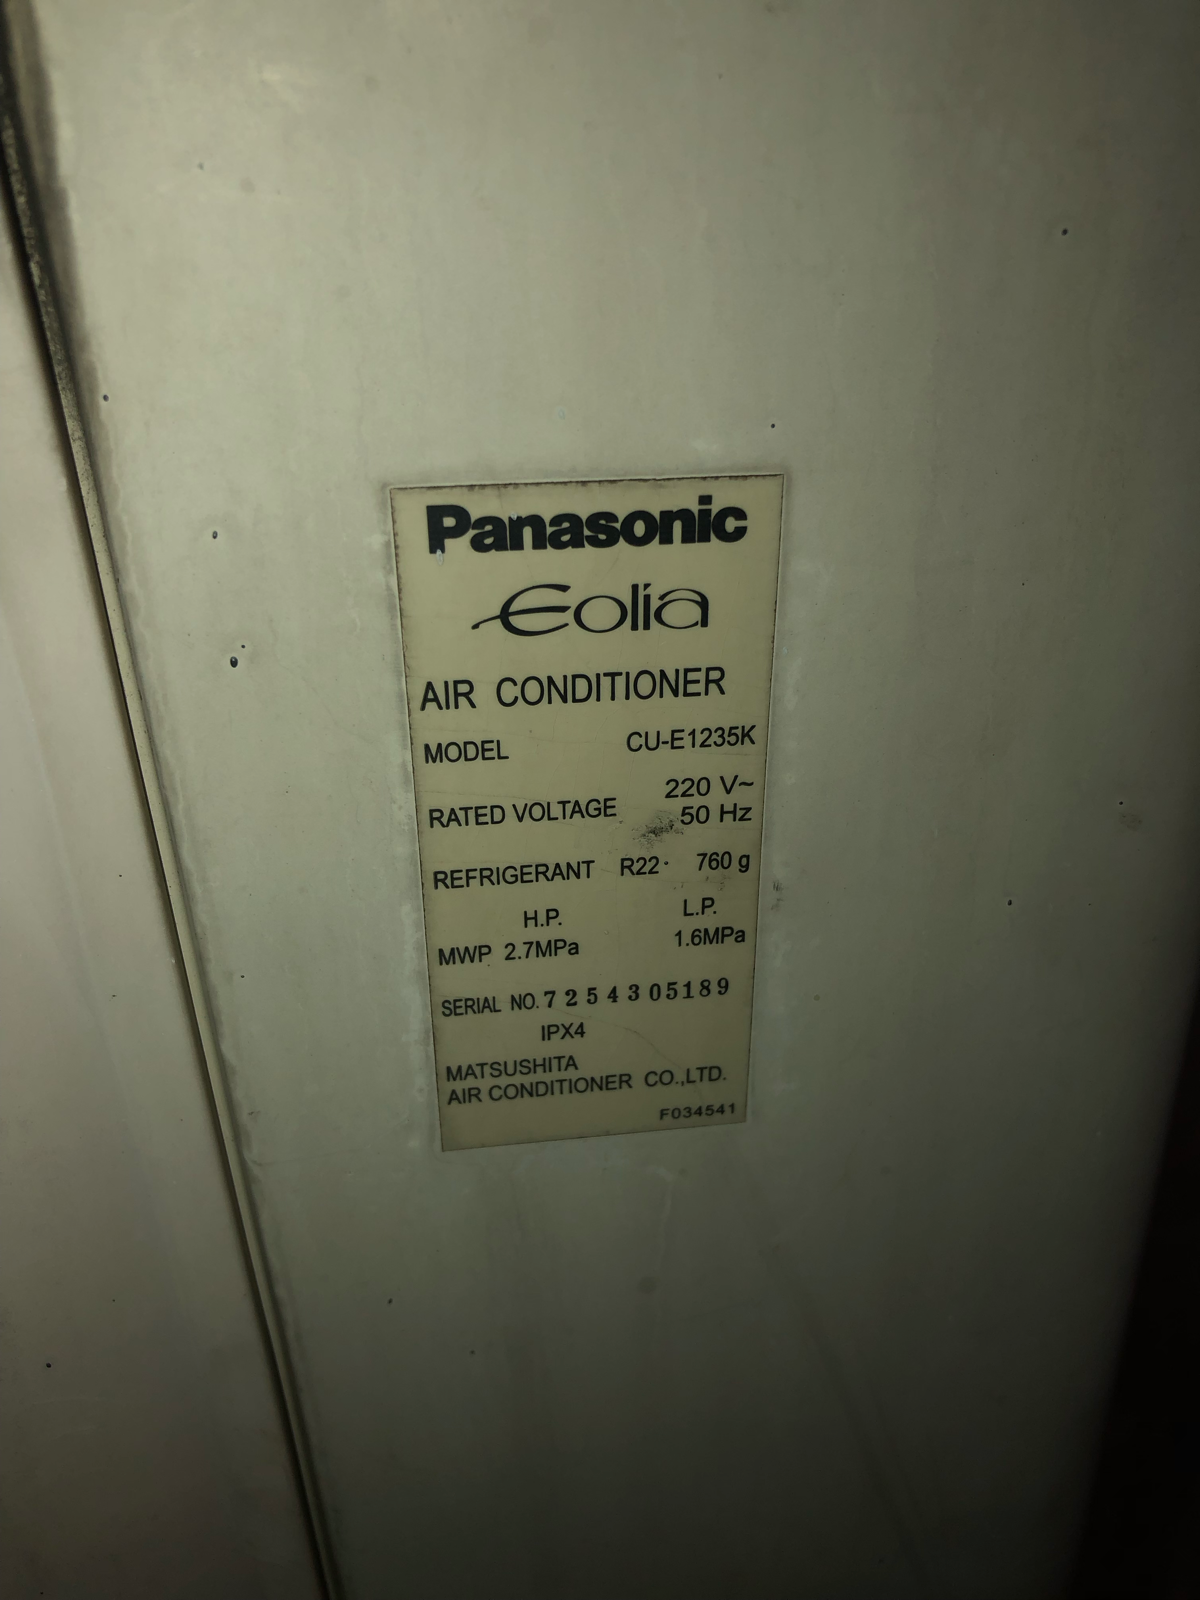 Panasonic
Eolia
AIR CONDITIONER
MODEL CU-E1235K
RATED VOLTAGE 220 V~
50 Hz
REFRIGERANT R22 760 g
H.P. L.P.
MWP 2.7MPa 1.6MPa
SERIAL NO. 7254305189
IPX4
MATSUSHITA
AIR CONDITIONER CO.,LTD.
F034541